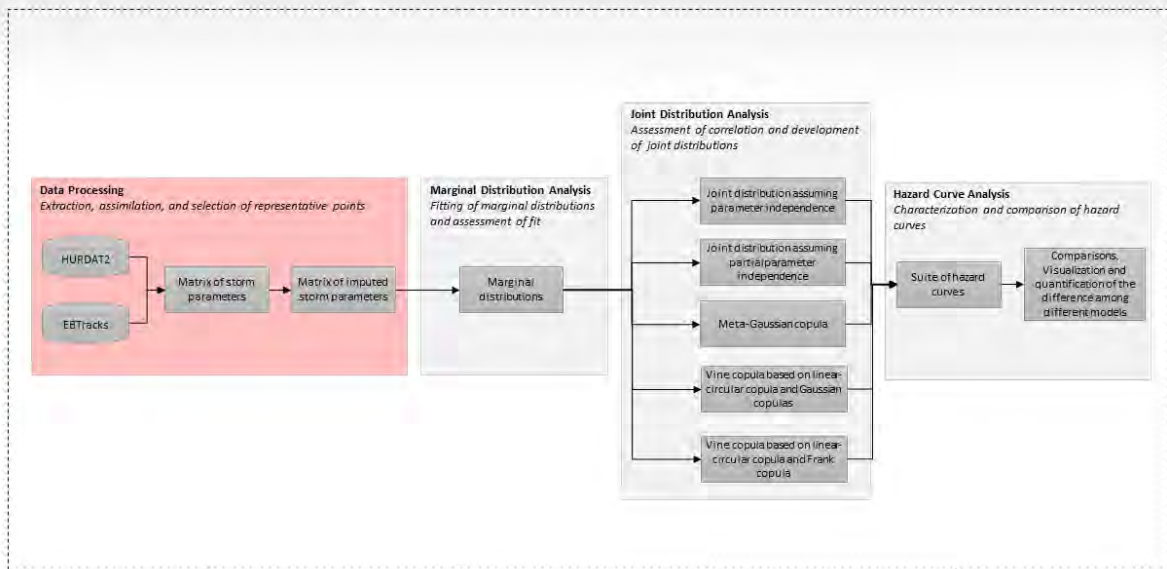 Data Processing
Extraction, assimilation, and selection of representative points
HURDAT2
EBTracks
Matrix of storm
parameters
Matrix of imputed
storm parameters
Marginal Distribution Analysis
Fitting of marginal distributions
and assessment of fit
Marginal
distributions
Joint Distribution Analysis
Assessment of correlation and development
of joint distributions
Joint distribution assuming
parameter independence
Joint distribution assuming
partial parameter
independence
Meta-Gaussian copula
Vine copula based on linear-
circular copula and Gaussian
copulas
Vine copula based on linear-
circular copula and Frank
copula
Hazard Curve Analysis
Characterization and comparison of hazard
curves
Suite of hazard
curves
Comparisons,
Visualization and
quantification of the
difference among
different models